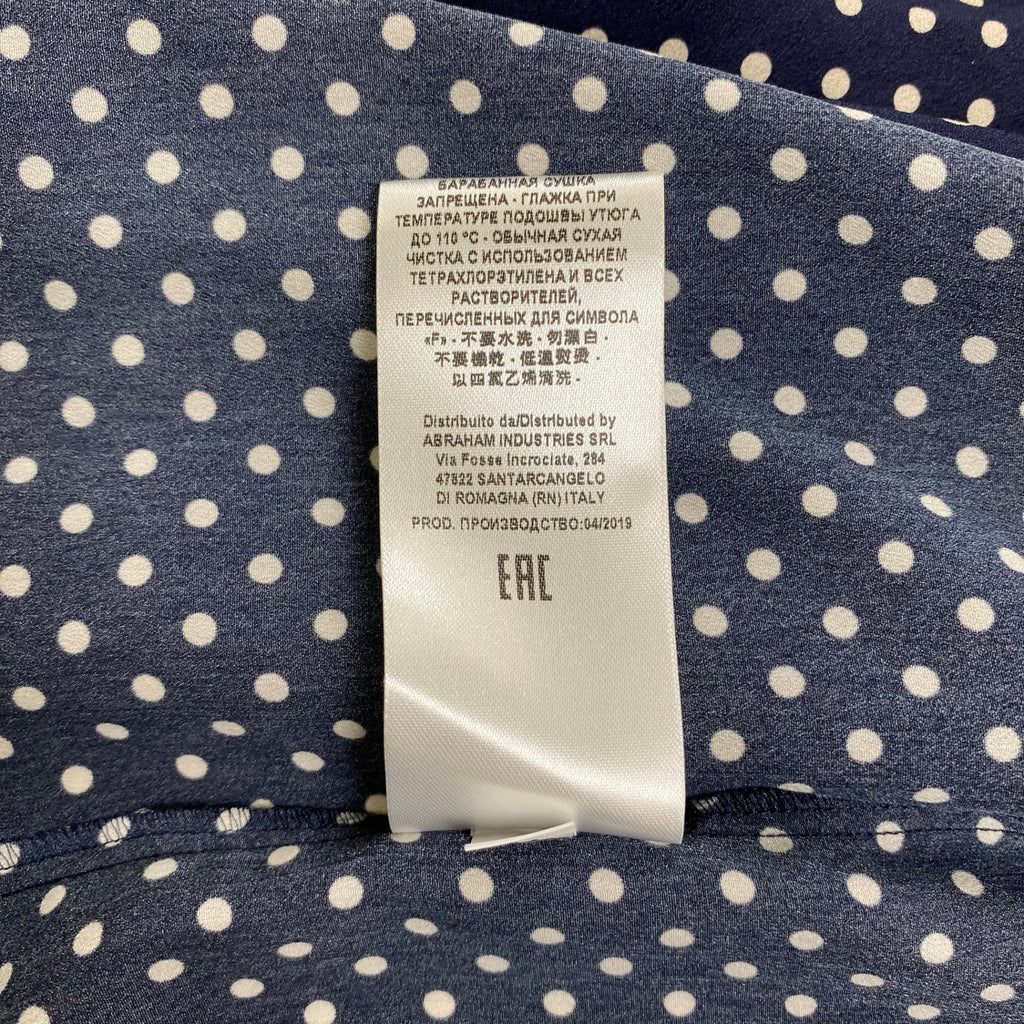 БАРАБАННАЯ СУШКА
ЗАПРЕЩЕНА - ГЛАЖКА ПРИ
ТЕМПЕРАТУРЕ ПОДОШВЫ УТЮГА
ДО 110 °C - ОБЫЧНАЯ СУХАЯ
ЧИСТКА С ИСПОЛЬЗОВАНИЕМ
ТЕТРАХЛОРЭТИЛЕНА И ВСЕХ
РАСТВОРИТЕЛЕЙ,
ПЕРЕЧИСЛЕННЫХ ДЛЯ СИМВОЛА
«F» - 不要水洗 - 勿漂白 -
不要機乾 - 低溫熨燙 -
以四氯乙烯清洗 -
Distribuito da/Distributed by
ABRAHAM INDUSTRIES SRL
Via Fosse Incrociate, 284
47822 SANTARCANGELO
DI ROMAGNA (RN) ITALY
PROD. ПРОИЗВОДСТВО:04/2019
EAC